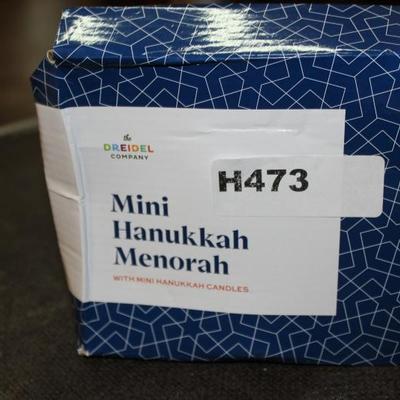 the
DREIDEL
COMPANY
H473
Mini
Hanukkah
Menorah
WITH MINI HANUKKAH CANDLES